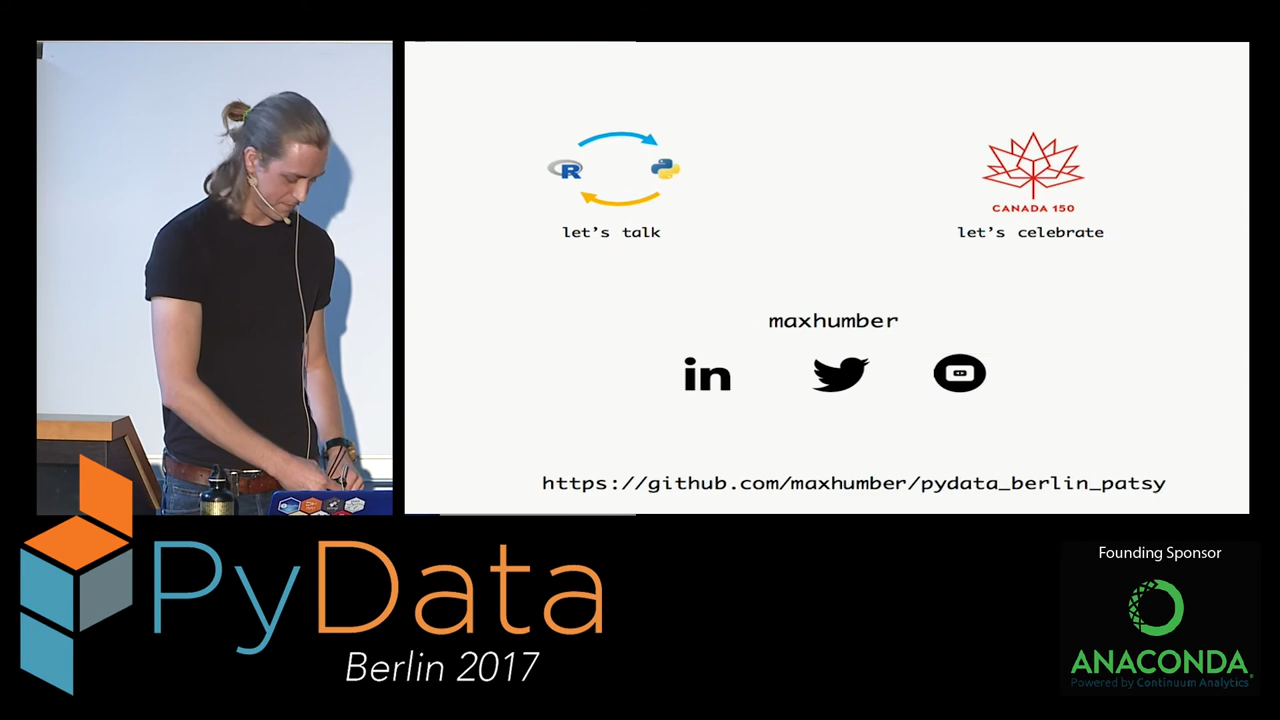 R
let's talk
CANADA 150
let's celebrate
maxhumber
in
https://github.com/maxhumber/pydata_berlin_patsy
PyData
Berlin 2017
Founding Sponsor
ANACONDA
Powered by Continuum Analytics